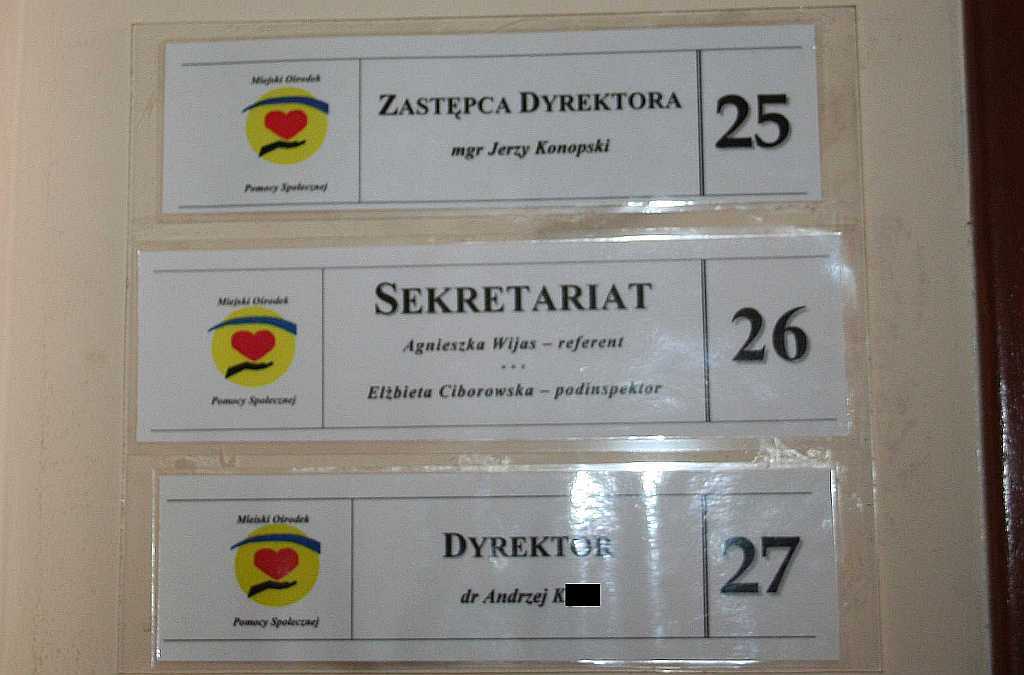 Miejski Ośrodek
Pomocy Społecznej
ZASTĘPCA DYREKTORA
mgr Jerzy Konopski
25
Miejski Ośrodek
Pomocy Społecznej
SEKRETARIAT
Agnieszka Wijas – referent
* * *
Elżbieta Ciborowska – podinspektor
26
Miejski Ośrodek
Pomocy Społecznej
DYREKTOR
dr Andrzej
27